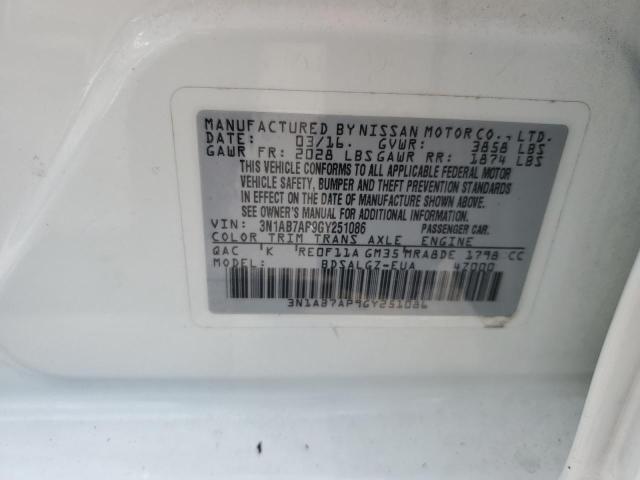 MANUFACTURED BY NISSAN MOTOR CO., LTD.
DATE: 03/16. GVWR: 3858 LBS
GAWR FR: 2028 LBS GAWR RR: 1874 LBS
THIS VEHICLE CONFORMS TO ALL APPLICABLE FEDERAL MOTOR
VEHICLE SAFETY, BUMPER AND THEFT PREVENTION STANDARDS
IN EFFECT ON THE DATE OF MANUFACTURE SHOWN ABOVE.
SEE OWNER'S MANUAL FOR ADDITIONAL INFORMATION.
VIN: 3N1AB7AP9GY251086 PASSENGER CAR.
COLOR TRIM TRANS AXLE ENGINE
QAC K RE0F11A GM35 MRA8DE 1798 CC
BDSALGZ-EUA 4Z000
3N1AB7AP9GY251086